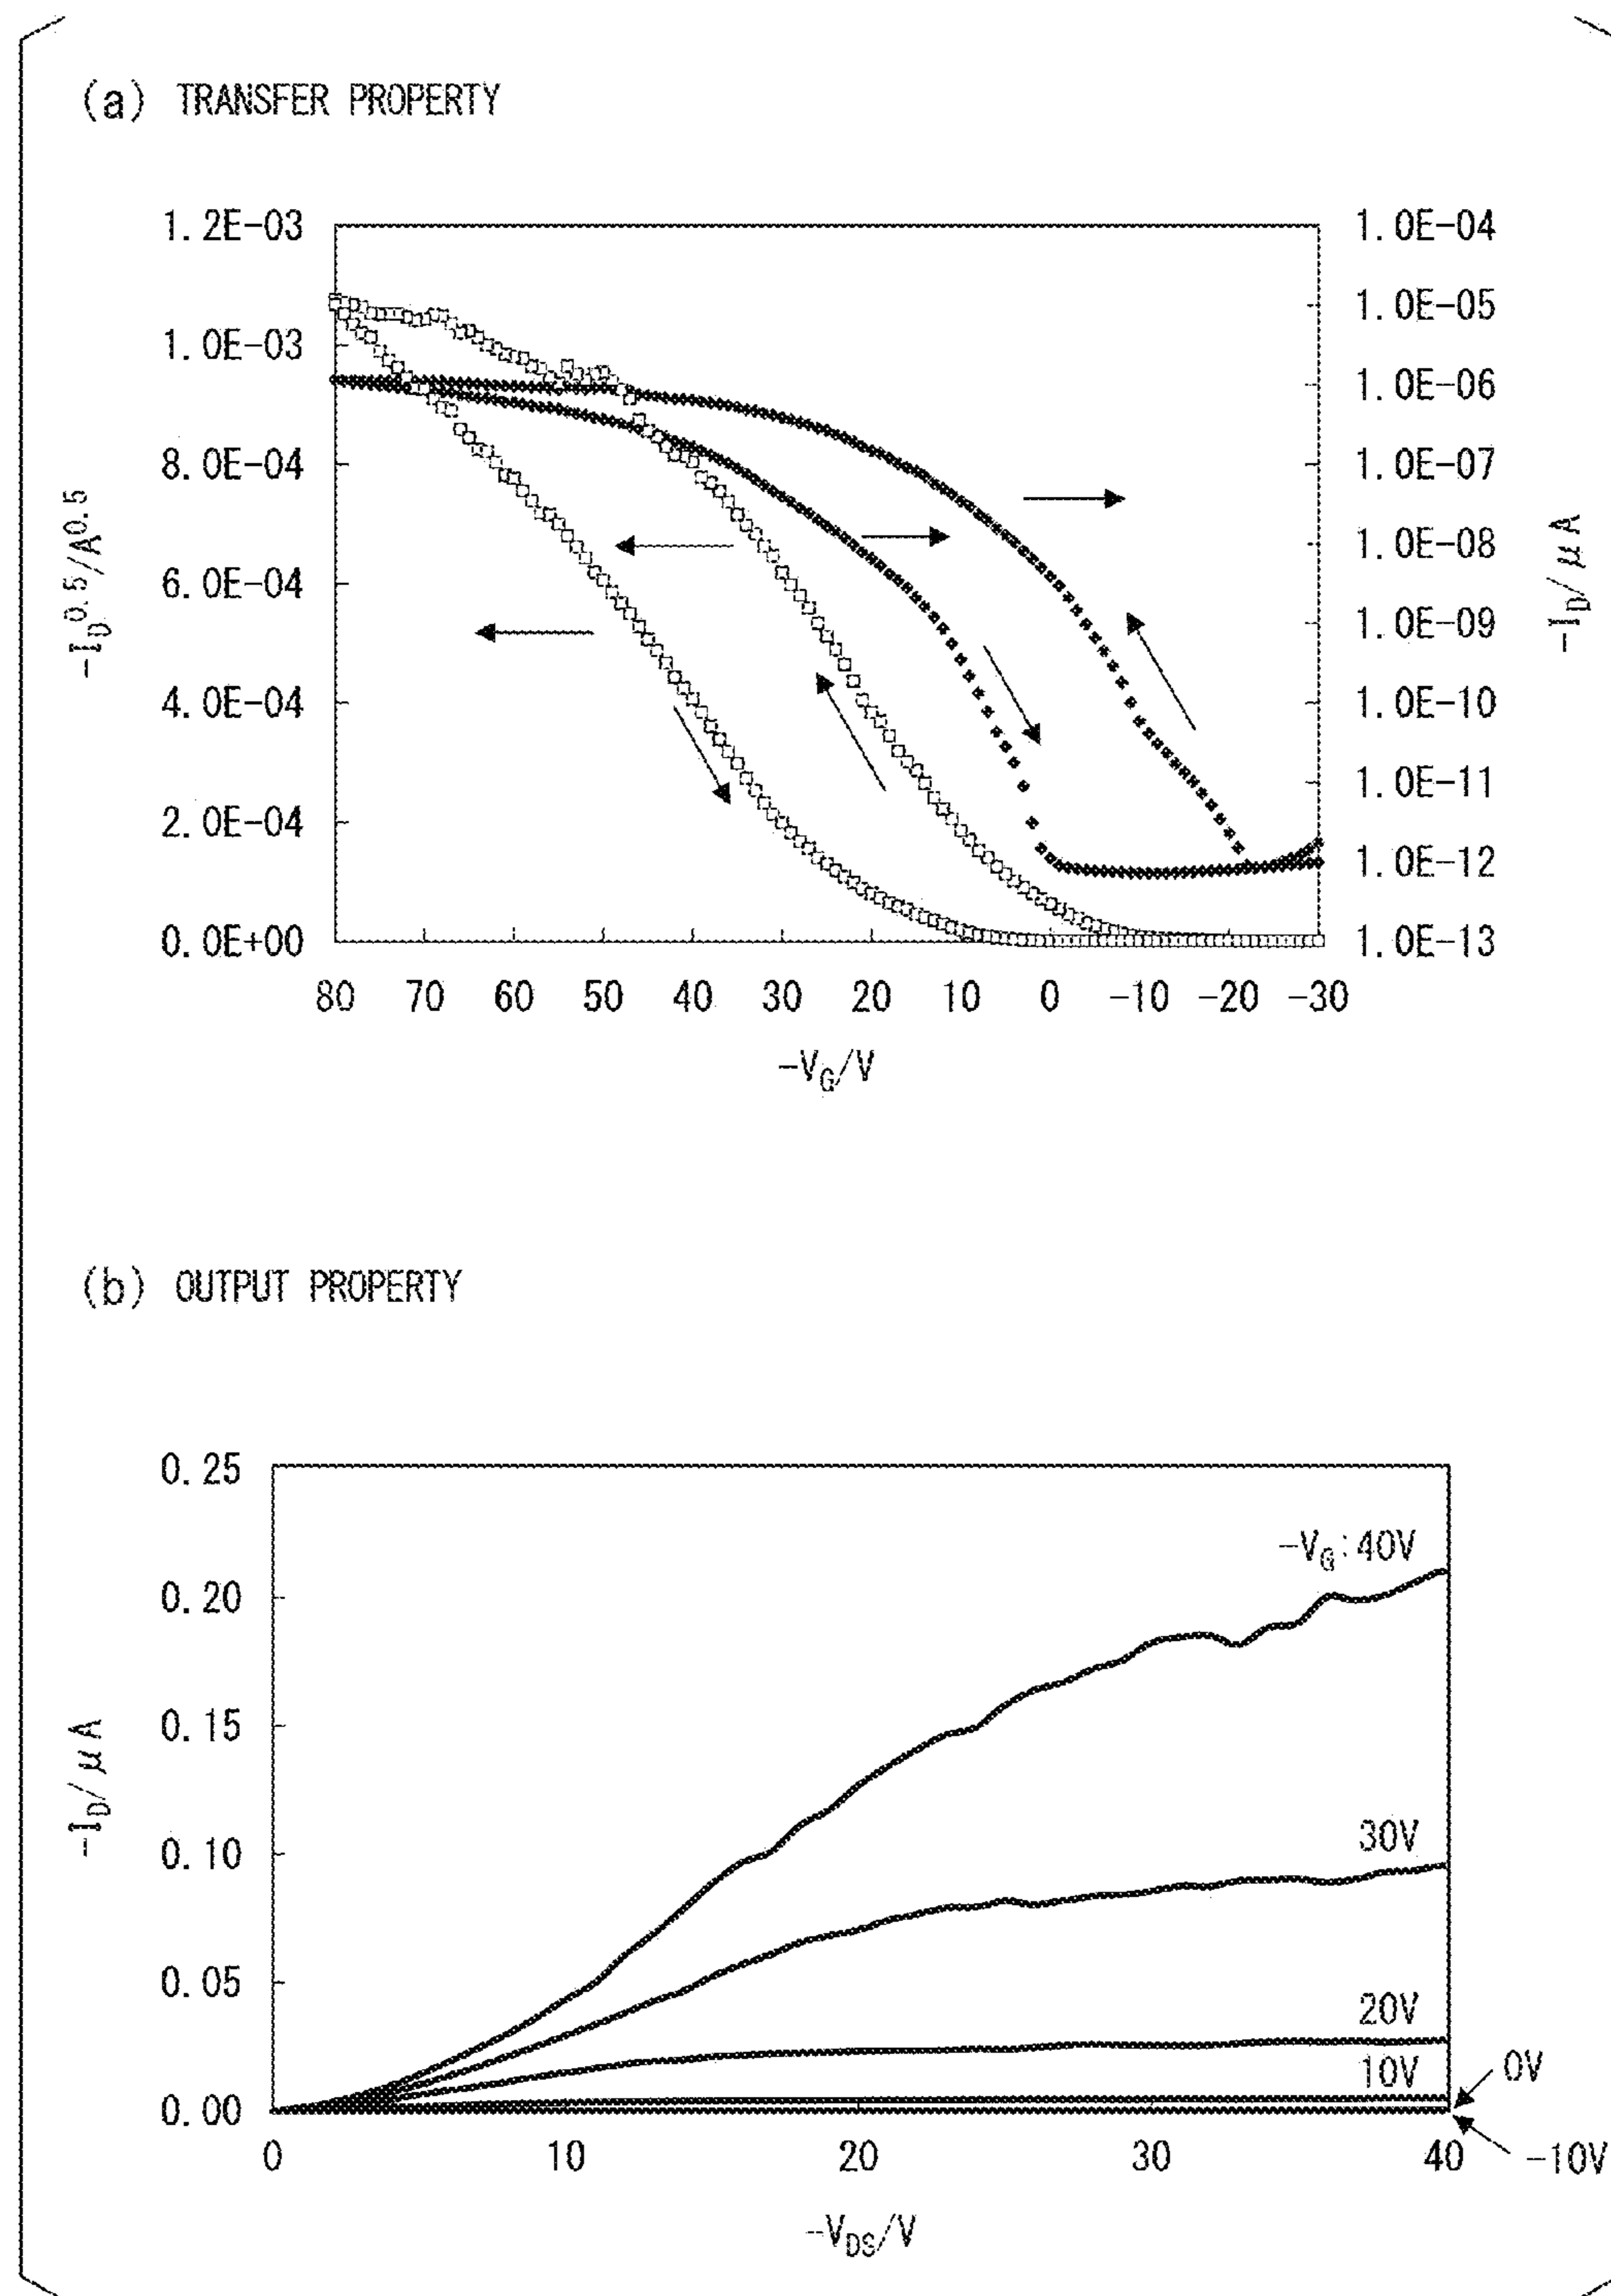 (a) TRANSFER PROPERTY
1.2E-03
1.0E-03
8.0E-04
6.0E-04
4.0E-04
2.0E-04
0.0E+00
-I_D^0.5/A^0.5
1.0E-04
1.0E-05
1.0E-06
1.0E-07
1.0E-08
1.0E-09
1.0E-10
1.0E-11
1.0E-12
1.0E-13
-I_D/μA
80 70 60 50 40 30 20 10 0 -10 -20 -30
-V_G/V
(b) OUTPUT PROPERTY
0.25
0.20
0.15
0.10
0.05
0.00
-I_D/μA
-V_G:40V
30V
20V
10V
0V
-10V
0 10 20 30 40
-V_DS/V